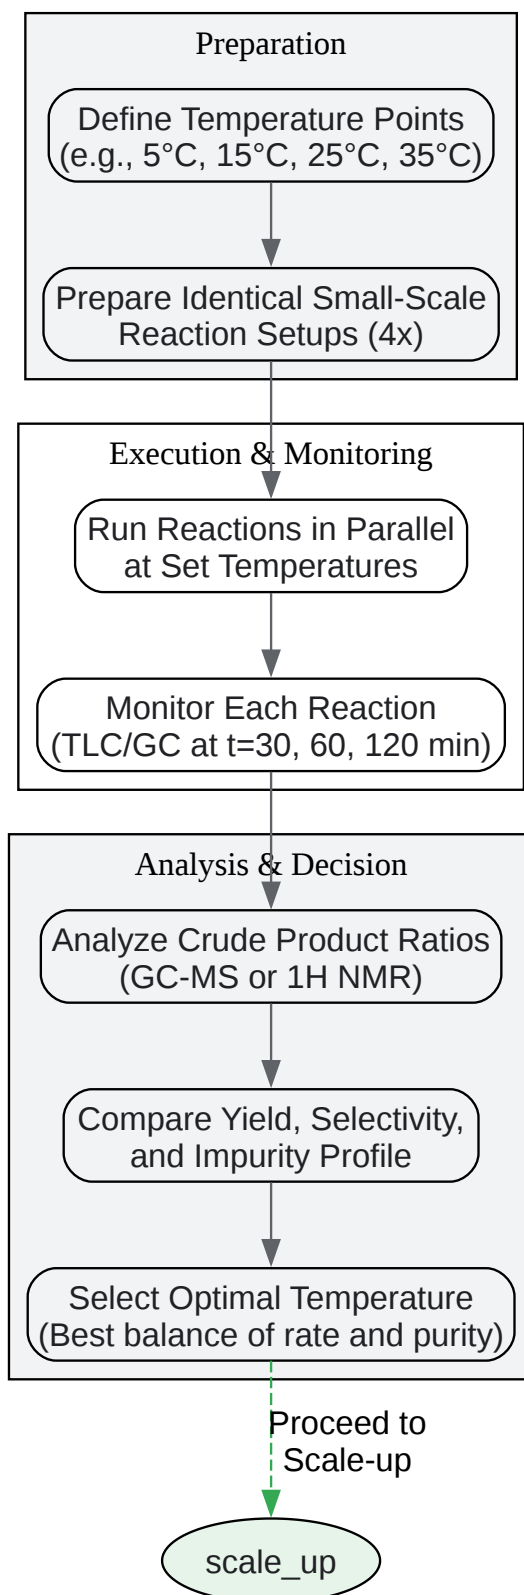 Preparation
Define Temperature Points
(e.g., 5°C, 15°C, 25°C, 35°C)
Prepare Identical Small-Scale
Reaction Setups (4x)
Execution & Monitoring
Run Reactions in Parallel
at Set Temperatures
Monitor Each Reaction
(TLC/GC at t=30, 60, 120 min)
Analysis & Decision
Analyze Crude Product Ratios
(GC-MS or 1H NMR)
Compare Yield, Selectivity,
and Impurity Profile
Select Optimal Temperature
(Best balance of rate and purity)
Proceed to
Scale-up
scale_up